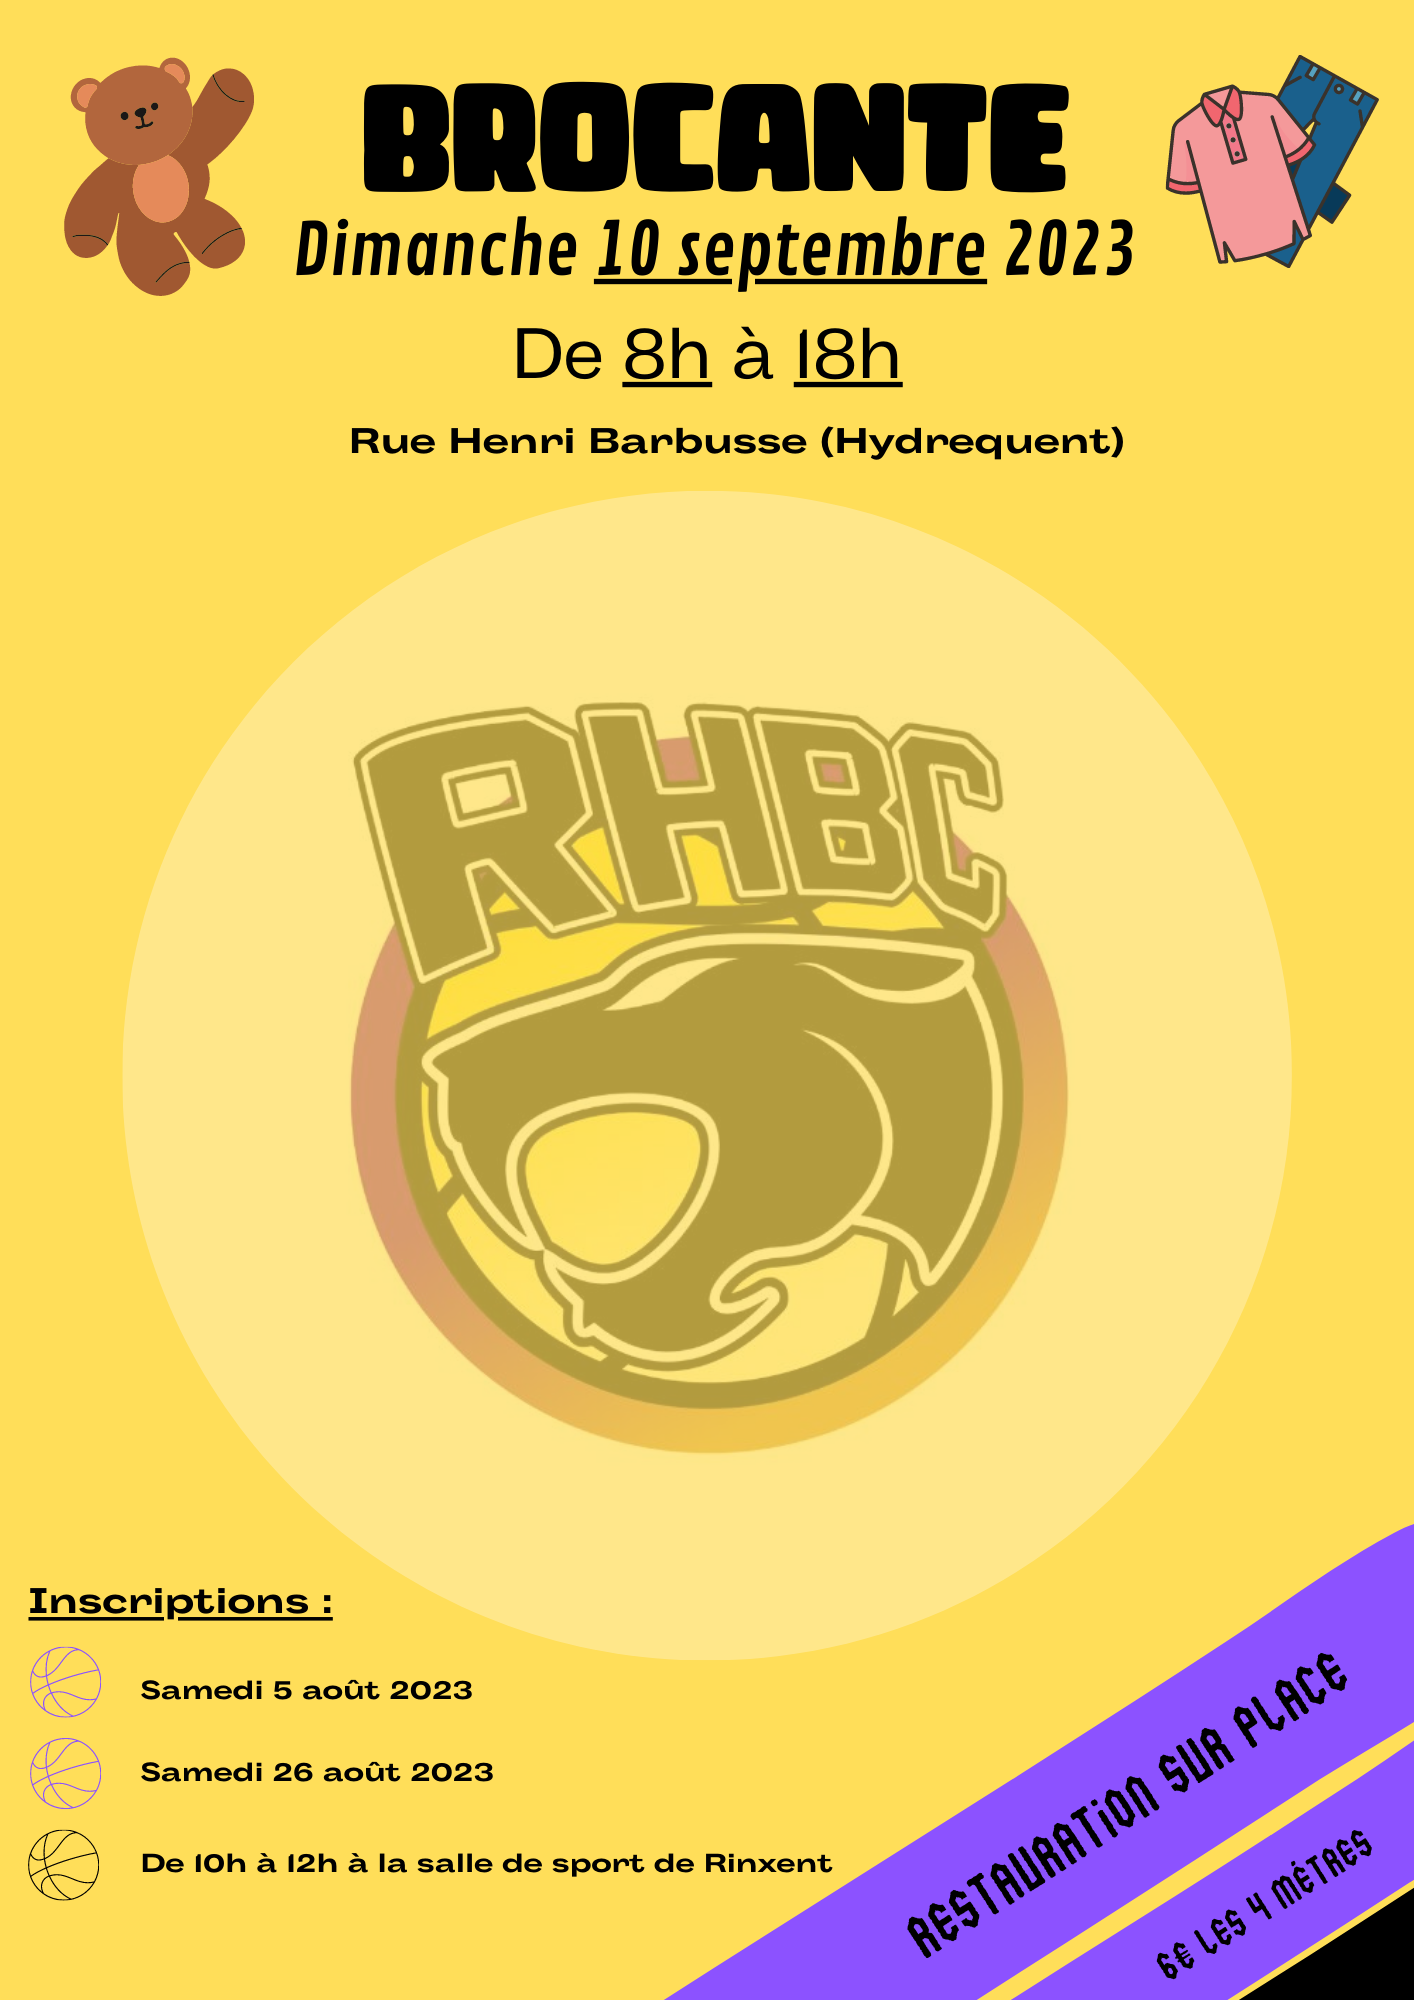 BROCANTE
Dimanche 10 septembre 2023
De 8h à 18h
Rue Henri Barbusse (Hydrequent)
RHBC
Inscriptions :
Samedi 5 août 2023
Samedi 26 août 2023
De 10h à 12h à la salle de sport de Rinxent
RESTAURATION SUR PLACE
6€ LES 4 MÈTRES